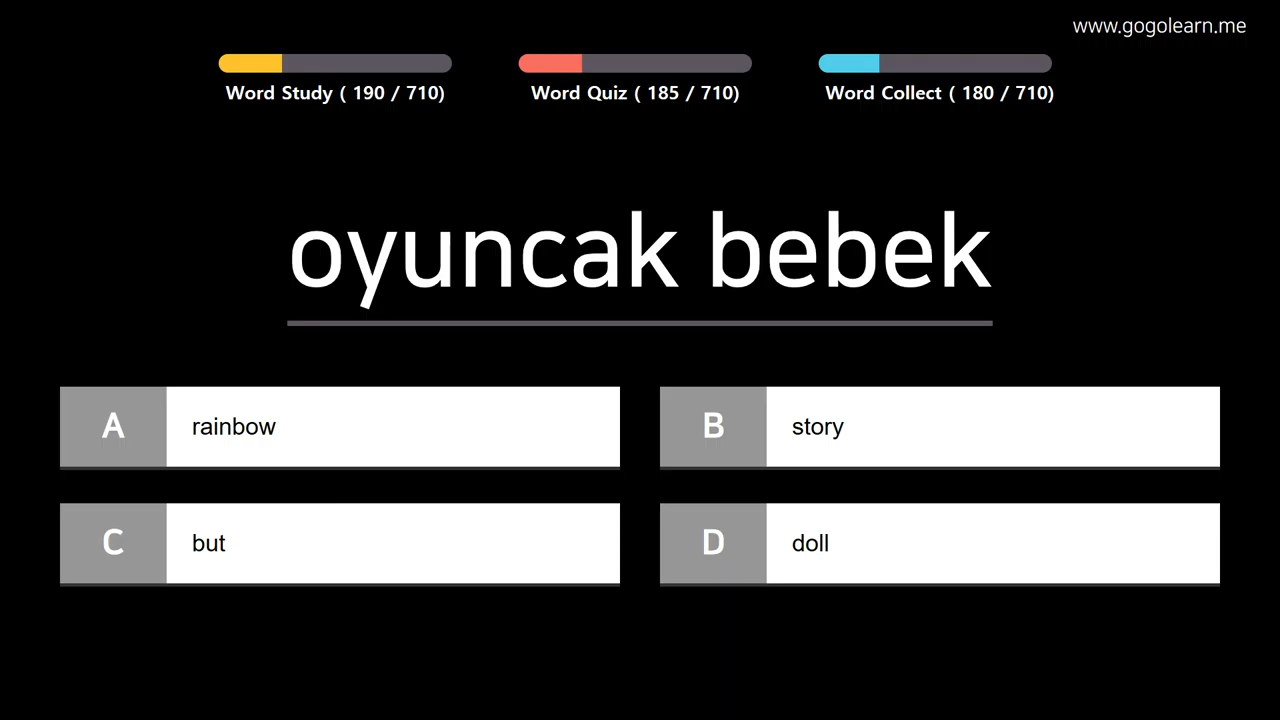 www.gogolearn.me
Word Study ( 190 / 710)
Word Quiz ( 185 / 710)
Word Collect ( 180 / 710)
oyuncak bebek
A rainbow
B story
C but
D doll